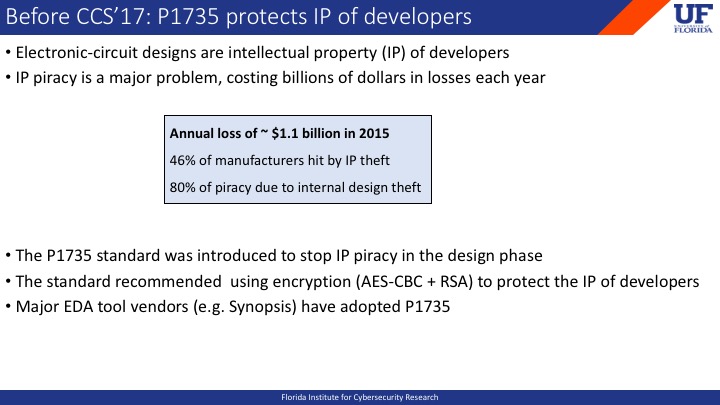 Before CCS’17: P1735 protects IP of developers
UF
UNIVERSITY of
FLORIDA
• Electronic-circuit designs are intellectual property (IP) of developers
• IP piracy is a major problem, costing billions of dollars in losses each year
Annual loss of ~ $1.1 billion in 2015
46% of manufacturers hit by IP theft
80% of piracy due to internal design theft
• The P1735 standard was introduced to stop IP piracy in the design phase
• The standard recommended  using encryption (AES-CBC + RSA) to protect the IP of developers
• Major EDA tool vendors (e.g. Synopsis) have adopted P1735
Florida Institute for Cybersecurity Research